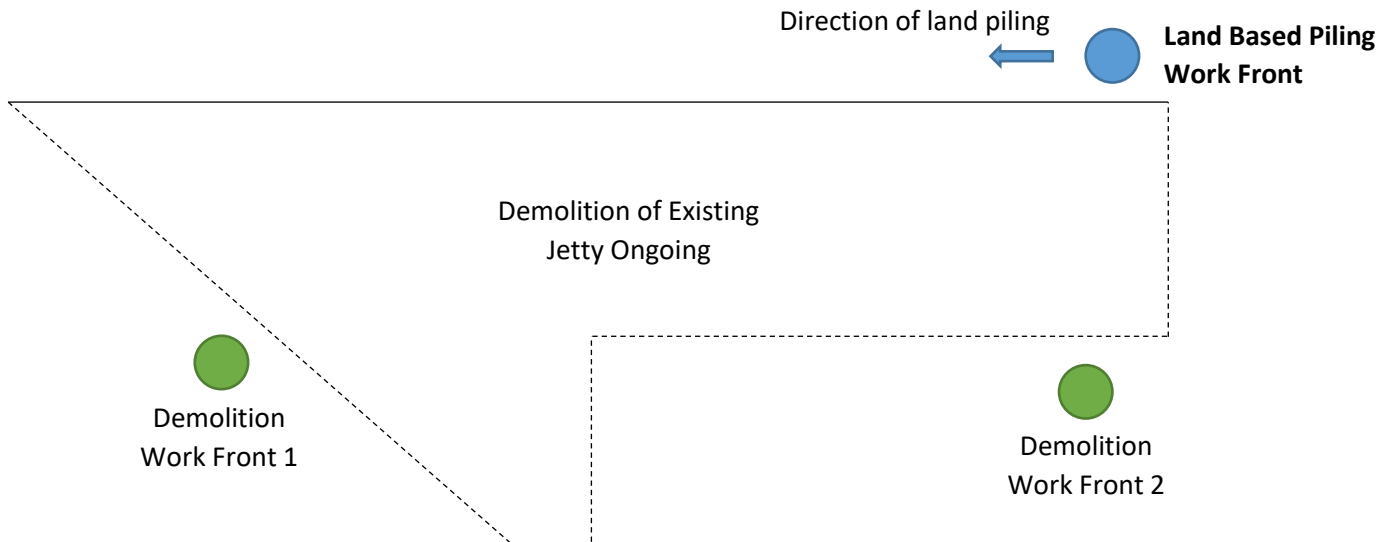 Direction of land piling
Land Based Piling
Work Front
Demolition of Existing
Jetty Ongoing
Demolition
Work Front 1
Demolition
Work Front 2